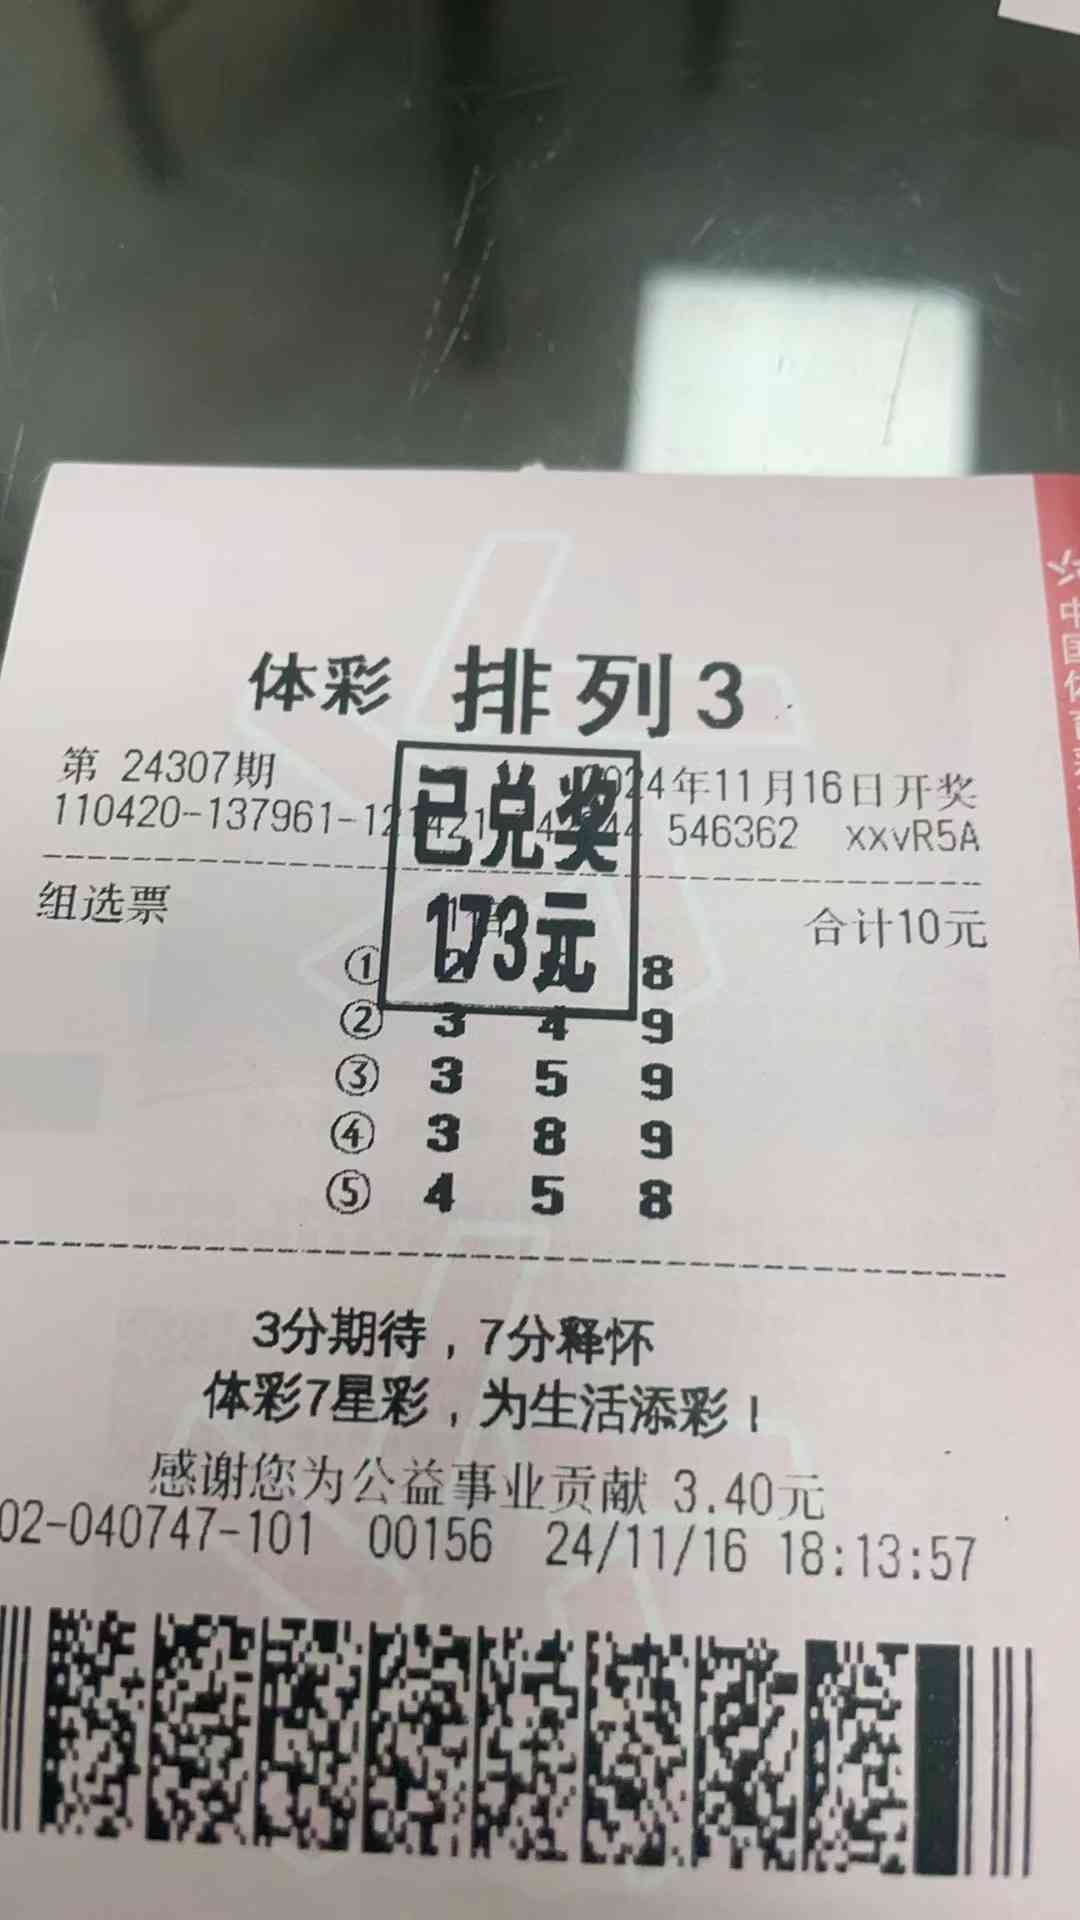 体彩 排列3
第 24307期 2024年11月16日开奖
110420-137961- 546362 xxvR5A
已兑奖
173元
组选票 合计10元
① 8
② 3 4 9
③ 3 5 9
④ 3 8 9
⑤ 4 5 8
3分期待，7分释怀
体彩7星彩，为生活添彩！
感谢您为公益事业贡献 3.40元
02-040747-101 00156 24/11/16 18:13:57
中国体育